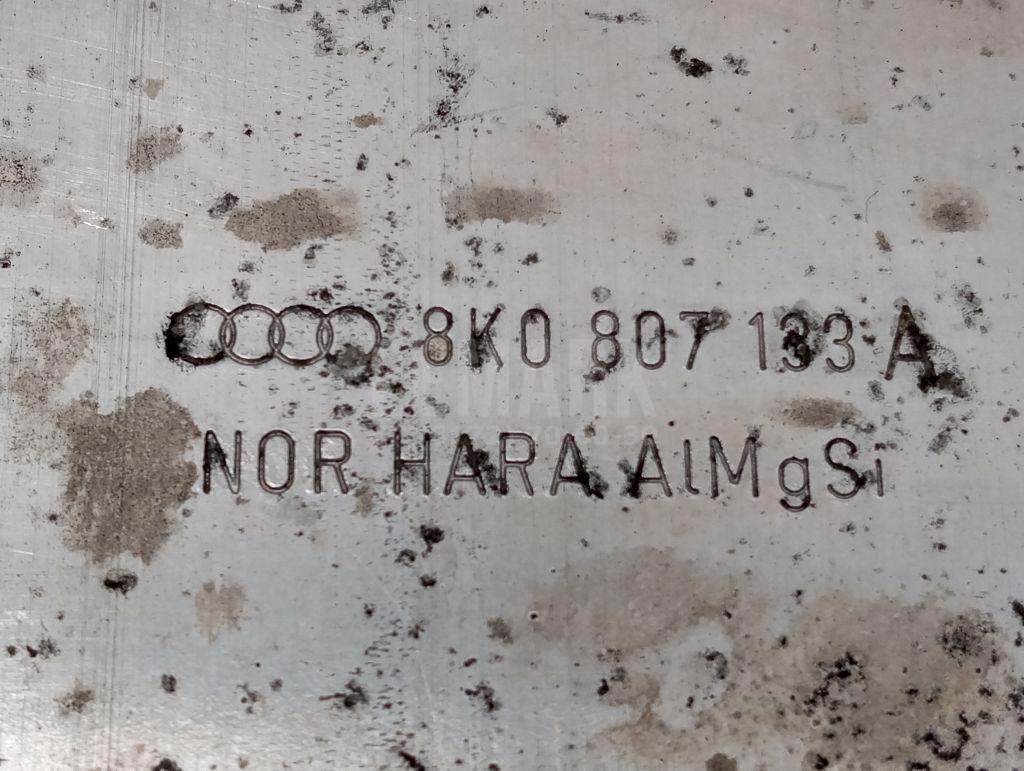 8K0 807 133 A
NOR HARA AlMgSi